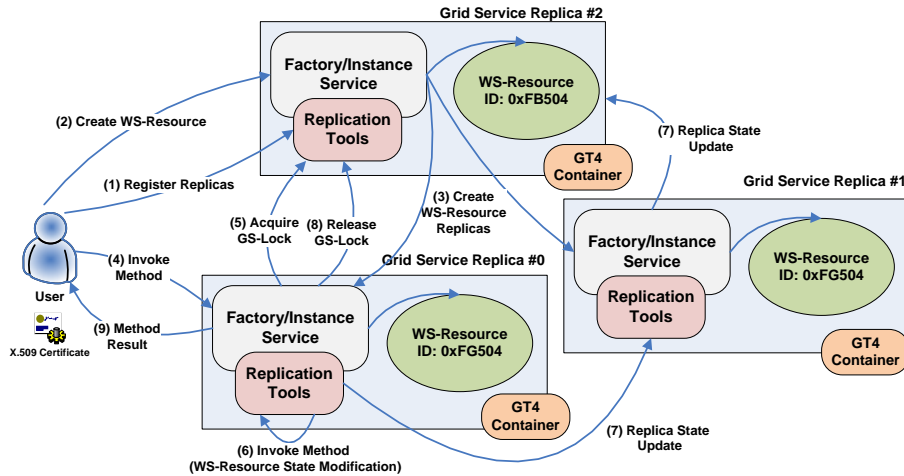 Grid Service Replica #2
Factory/Instance
Service
WS-Resource
ID: 0xFB504
Replication
Tools
GT4
Container
(2) Create WS-Resource
(1) Register Replicas
(7) Replica State
Update
(3) Create
WS-Resource
Replicas
Grid Service Replica #1
Factory/Instance
Service
WS-Resource
ID: 0xFG504
Replication
Tools
GT4
Container
(5) Acquire
GS-Lock
(8) Release
GS-Lock
(4) Invoke
Method
User
(9) Method
Result
X.509 Certificate
Grid Service Replica #0
Factory/Instance
Service
WS-Resource
ID: 0xFG504
Replication
Tools
GT4
Container
(6) Invoke Method
(WS-Resource State Modification)
(7) Replica State
Update